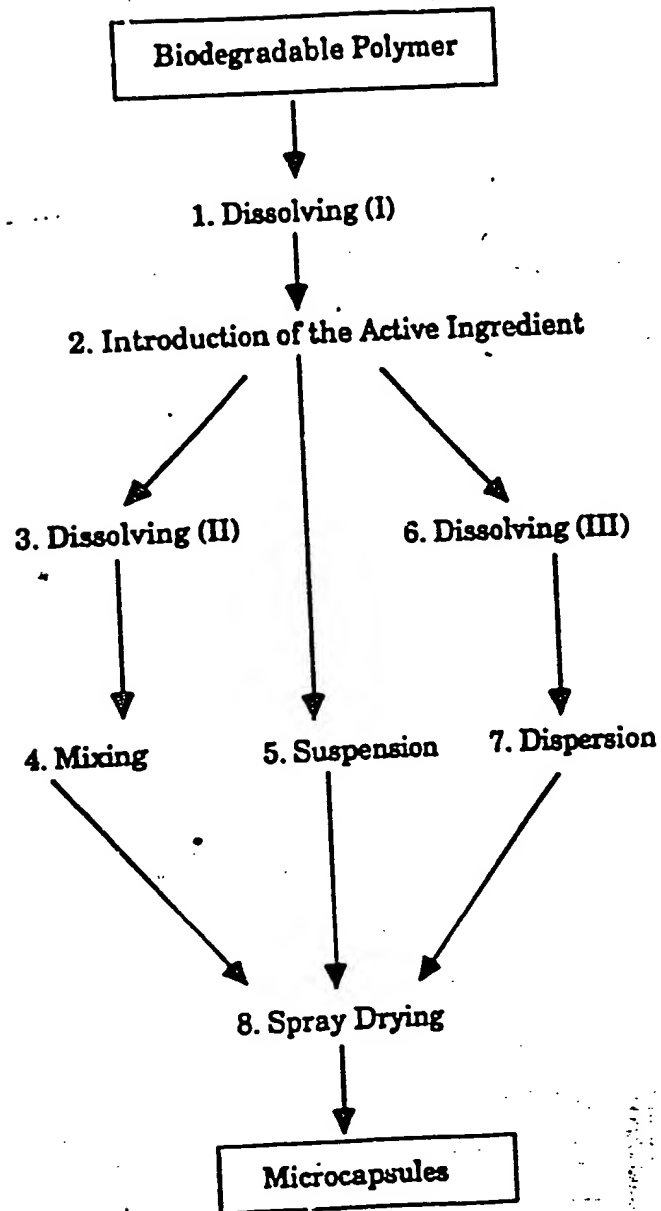 Biodegradable Polymer
1. Dissolving (I)
2. Introduction of the Active Ingredient
3. Dissolving (II)
6. Dissolving (III)
4. Mixing
5. Suspension
7. Dispersion
8. Spray Drying
Microcapsules